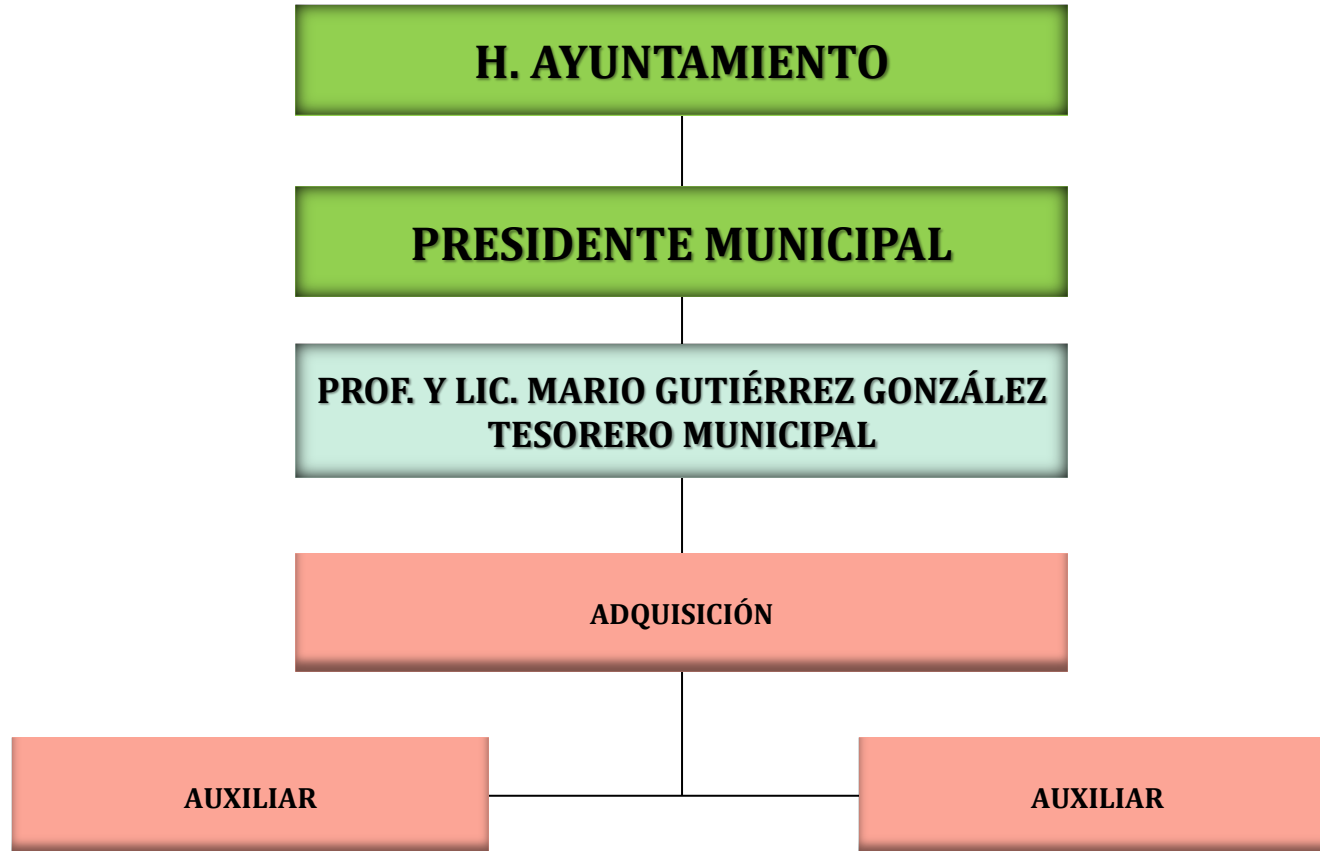 H. AYUNTAMIENTO
PRESIDENTE MUNICIPAL
PROF. Y LIC. MARIO GUTIÉRREZ GONZÁLEZ
TESORERO MUNICIPAL
ADQUISICIÓN
AUXILIAR
AUXILIAR